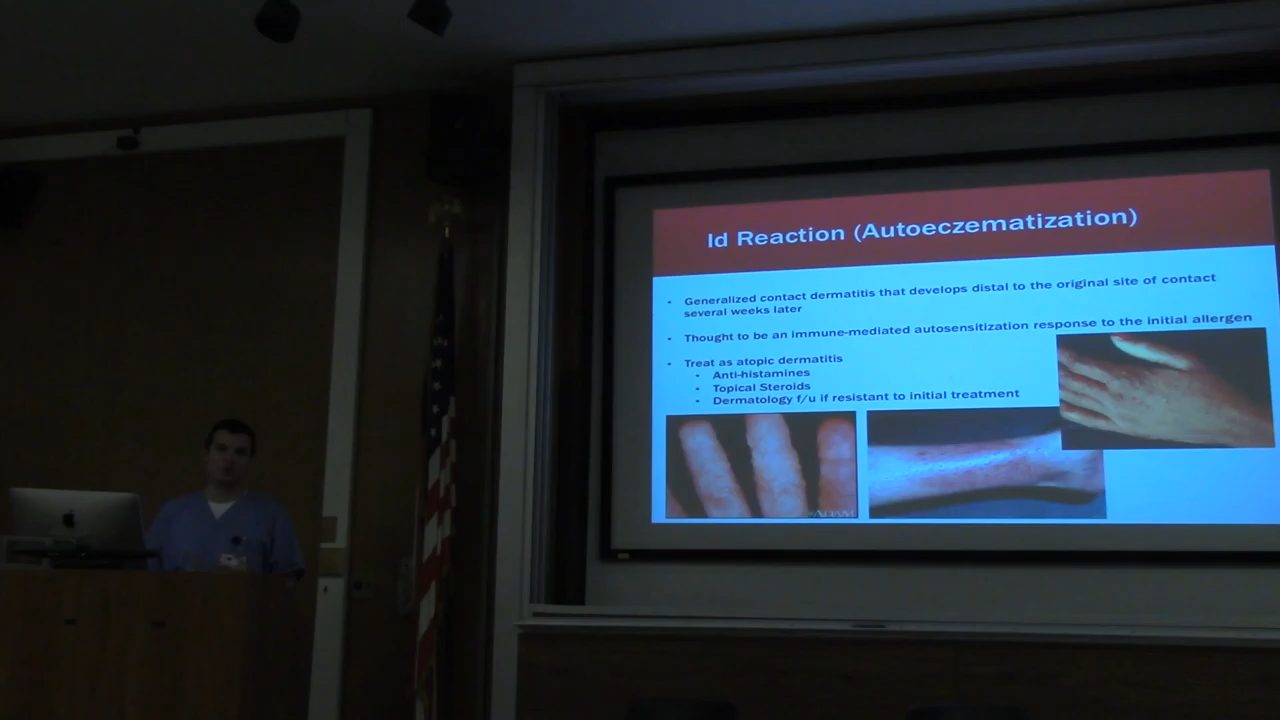 Id Reaction (Autoeczematization)
• Generalized contact dermatitis that develops distal to the original site of contact
several weeks later
• Thought to be an immune-mediated autosensitization response to the initial allergen
• Treat as atopic dermatitis
• Anti-histamines
• Topical Steroids
• Dermatology f/u if resistant to initial treatment
ADAM